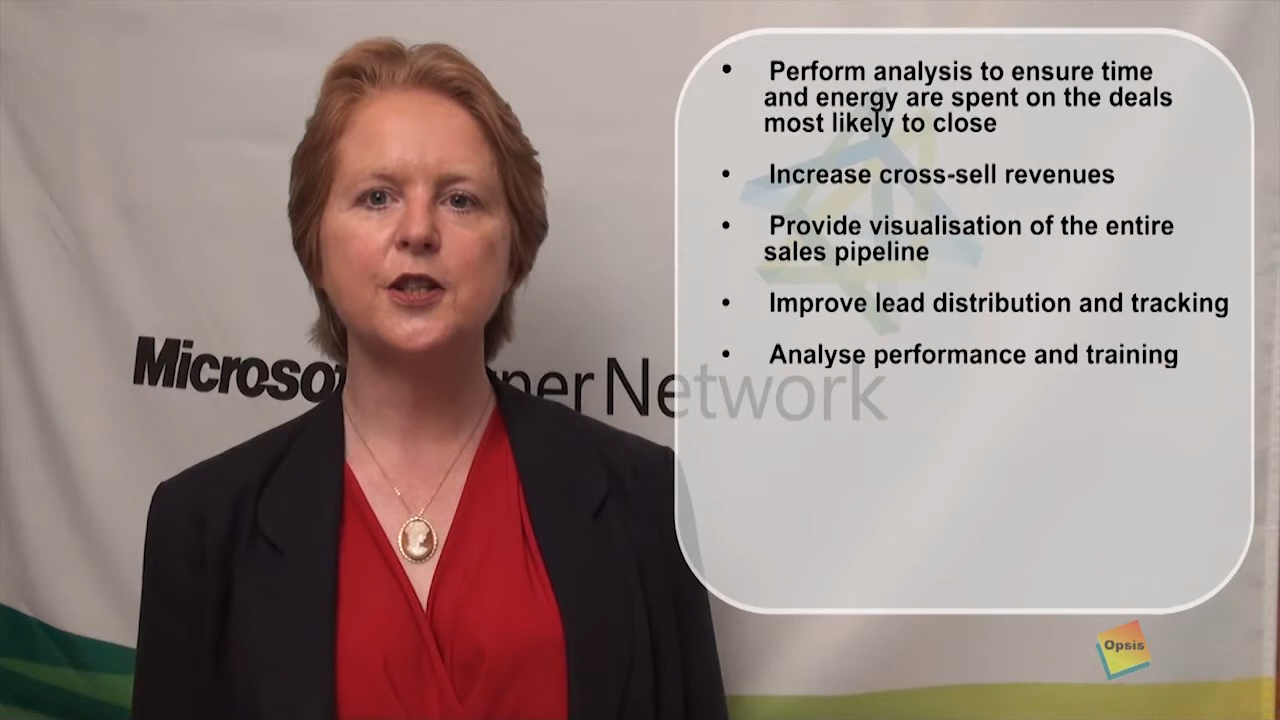 • Perform analysis to ensure time
and energy are spent on the deals
most likely to close
• Increase cross-sell revenues
• Provide visualisation of the entire
sales pipeline
• Improve lead distribution and tracking
• Analyse performance and training
Network
Opsis